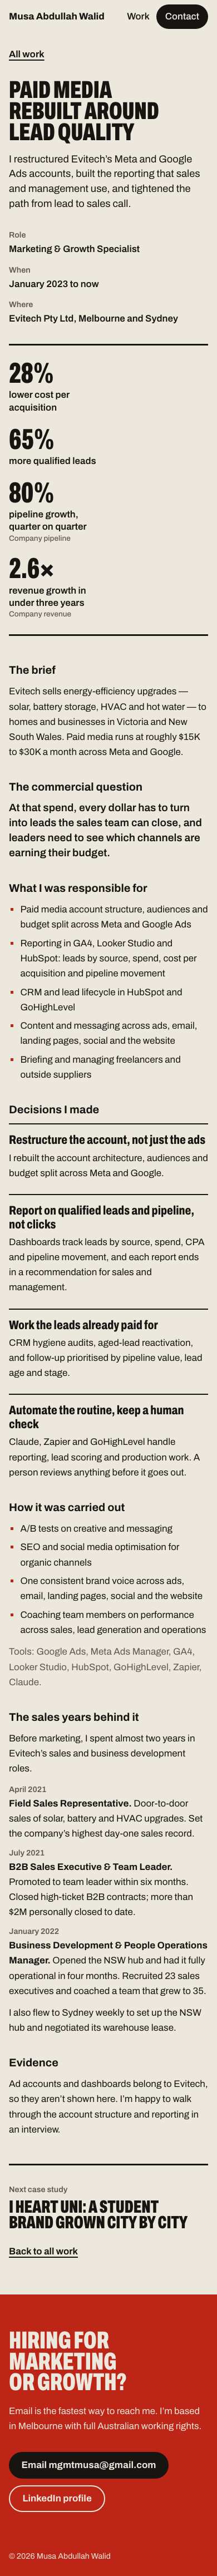 Musa Abdullah Walid
Work
Contact
All work
PAID MEDIA
REBUILT AROUND
LEAD QUALITY
I restructured Evitech’s Meta and Google
Ads accounts, built the reporting that sales
and management use, and tightened the
path from lead to sales call.
Role
Marketing & Growth Specialist
When
January 2023 to now
Where
Evitech Pty Ltd, Melbourne and Sydney
28%
lower cost per
acquisition
65%
more qualified leads
80%
pipeline growth,
quarter on quarter
Company pipeline
2.6×
revenue growth in
under three years
Company revenue
The brief
Evitech sells energy-efficiency upgrades —
solar, battery storage, HVAC and hot water — to
homes and businesses in Victoria and New
South Wales. Paid media runs at roughly $15K
to $30K a month across Meta and Google.
The commercial question
At that spend, every dollar has to turn
into leads the sales team can close, and
leaders need to see which channels are
earning their budget.
What I was responsible for
Paid media account structure, audiences and
budget split across Meta and Google Ads
Reporting in GA4, Looker Studio and
HubSpot: leads by source, spend, cost per
acquisition and pipeline movement
CRM and lead lifecycle in HubSpot and
GoHighLevel
Content and messaging across ads, email,
landing pages, social and the website
Briefing and managing freelancers and
outside suppliers
Decisions I made
Restructure the account, not just the ads
I rebuilt the account architecture, audiences and
budget split across Meta and Google.
Report on qualified leads and pipeline,
not clicks
Dashboards track leads by source, spend, CPA
and pipeline movement, and each report ends
in a recommendation for sales and
management.
Work the leads already paid for
CRM hygiene audits, aged-lead reactivation,
and follow-up prioritised by pipeline value, lead
age and stage.
Automate the routine, keep a human
check
Claude, Zapier and GoHighLevel handle
reporting, lead scoring and production work. A
person reviews anything before it goes out.
How it was carried out
A/B tests on creative and messaging
SEO and social media optimisation for
organic channels
One consistent brand voice across ads,
email, landing pages, social and the website
Coaching team members on performance
across sales, lead generation and operations
Tools: Google Ads, Meta Ads Manager, GA4,
Looker Studio, HubSpot, GoHighLevel, Zapier,
Claude.
The sales years behind it
Before marketing, I spent almost two years in
Evitech’s sales and business development
roles.
April 2021
Field Sales Representative. Door-to-door
sales of solar, battery and HVAC upgrades. Set
the company’s highest day-one sales record.
July 2021
B2B Sales Executive & Team Leader.
Promoted to team leader within six months.
Closed high-ticket B2B contracts; more than
$2M personally closed to date.
January 2022
Business Development & People Operations
Manager. Opened the NSW hub and had it fully
operational in four months. Recruited 23 sales
executives and coached a team that grew to 35.
I also flew to Sydney weekly to set up the NSW
hub and negotiated its warehouse lease.
Evidence
Ad accounts and dashboards belong to Evitech,
so they aren’t shown here. I’m happy to walk
through the account structure and reporting in
an interview.
Next case study
I HEART UNI: A STUDENT
BRAND GROWN CITY BY CITY
Back to all work
HIRING FOR
MARKETING
OR GROWTH?
Email is the fastest way to reach me. I’m based
in Melbourne with full Australian working rights.
Email mgmtmusa@gmail.com
LinkedIn profile
© 2026 Musa Abdullah Walid